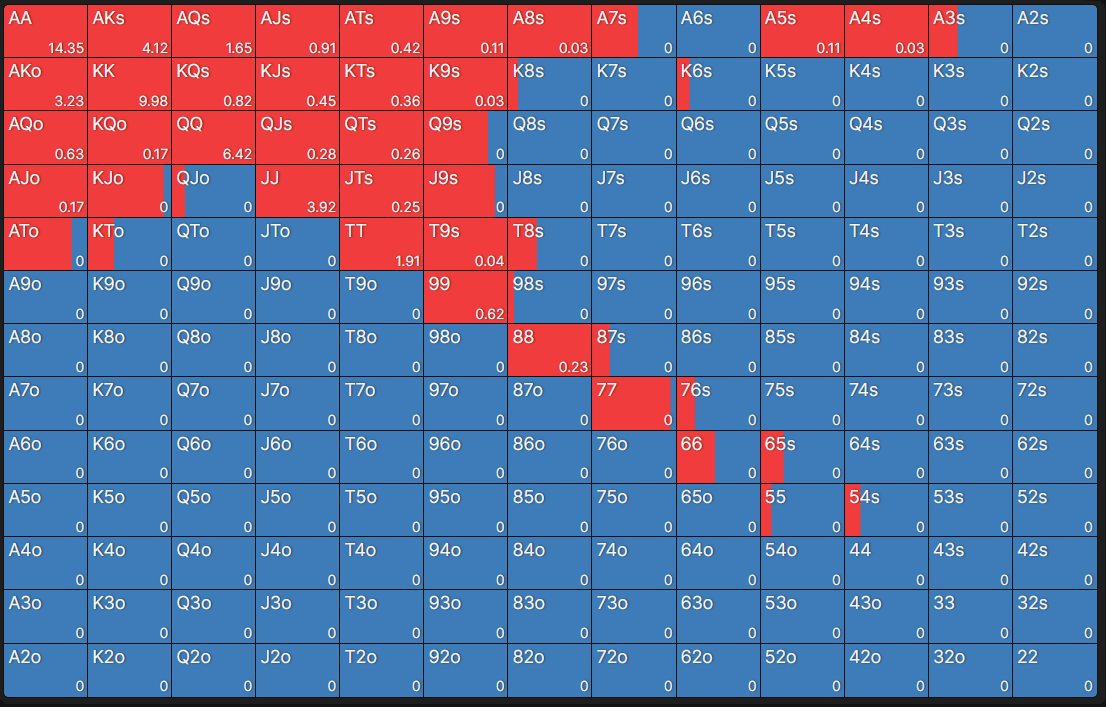 AA AKs AQs AJs ATs A9s A8s A7s A6s A5s A4s A3s A2s
14.35 4.12 1.65 0.91 0.42 0.11 0.03 0 0 0.11 0.03 0 0
AKo KK KQs KJs KTs K9s K8s K7s K6s K5s K4s K3s K2s
3.23 9.98 0.82 0.45 0.36 0.03 0 0 0 0 0 0 0
AQo KQo QQ QJs QTs Q9s Q8s Q7s Q6s Q5s Q4s Q3s Q2s
0.63 0.17 6.42 0.28 0.26 0 0 0 0 0 0 0 0
AJo KJo QJo JJ JTs J9s J8s J7s J6s J5s J4s J3s J2s
0.17 0 0 3.92 0.25 0 0 0 0 0 0 0 0
ATo KTo QTo JTo TT T9s T8s T7s T6s T5s T4s T3s T2s
0 0 0 0 1.91 0.04 0 0 0 0 0 0 0
A9o K9o Q9o J9o T9o 99 98s 97s 96s 95s 94s 93s 92s
0 0 0 0 0 0.62 0 0 0 0 0 0 0
A8o K8o Q8o J8o T8o 98o 88 87s 86s 85s 84s 83s 82s
0 0 0 0 0 0 0.23 0 0 0 0 0 0
A7o K7o Q7o J7o T7o 97o 87o 77 76s 75s 74s 73s 72s
0 0 0 0 0 0 0 0 0 0 0 0 0
A6o K6o Q6o J6o T6o 96o 86o 76o 66 65s 64s 63s 62s
0 0 0 0 0 0 0 0 0 0 0 0 0
A5o K5o Q5o J5o T5o 95o 85o 75o 65o 55 54s 53s 52s
0 0 0 0 0 0 0 0 0 0 0 0 0
A4o K4o Q4o J4o T4o 94o 84o 74o 64o 54o 44 43s 42s
0 0 0 0 0 0 0 0 0 0 0 0 0
A3o K3o Q3o J3o T3o 93o 83o 73o 63o 53o 43o 33 32s
0 0 0 0 0 0 0 0 0 0 0 0 0
A2o K2o Q2o J2o T2o 92o 82o 72o 62o 52o 42o 32o 22
0 0 0 0 0 0 0 0 0 0 0 0 0